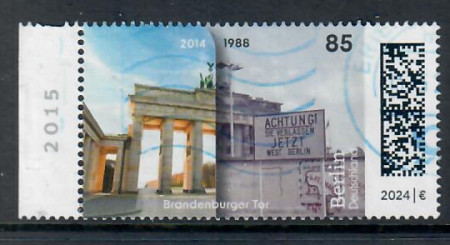 2015
2014
1988
85
ACHTUNG!
SIE VERLASSEN
JETZT
WEST BERLIN
Berlin
Deutschland
Brandenburger Tor
2024 | €